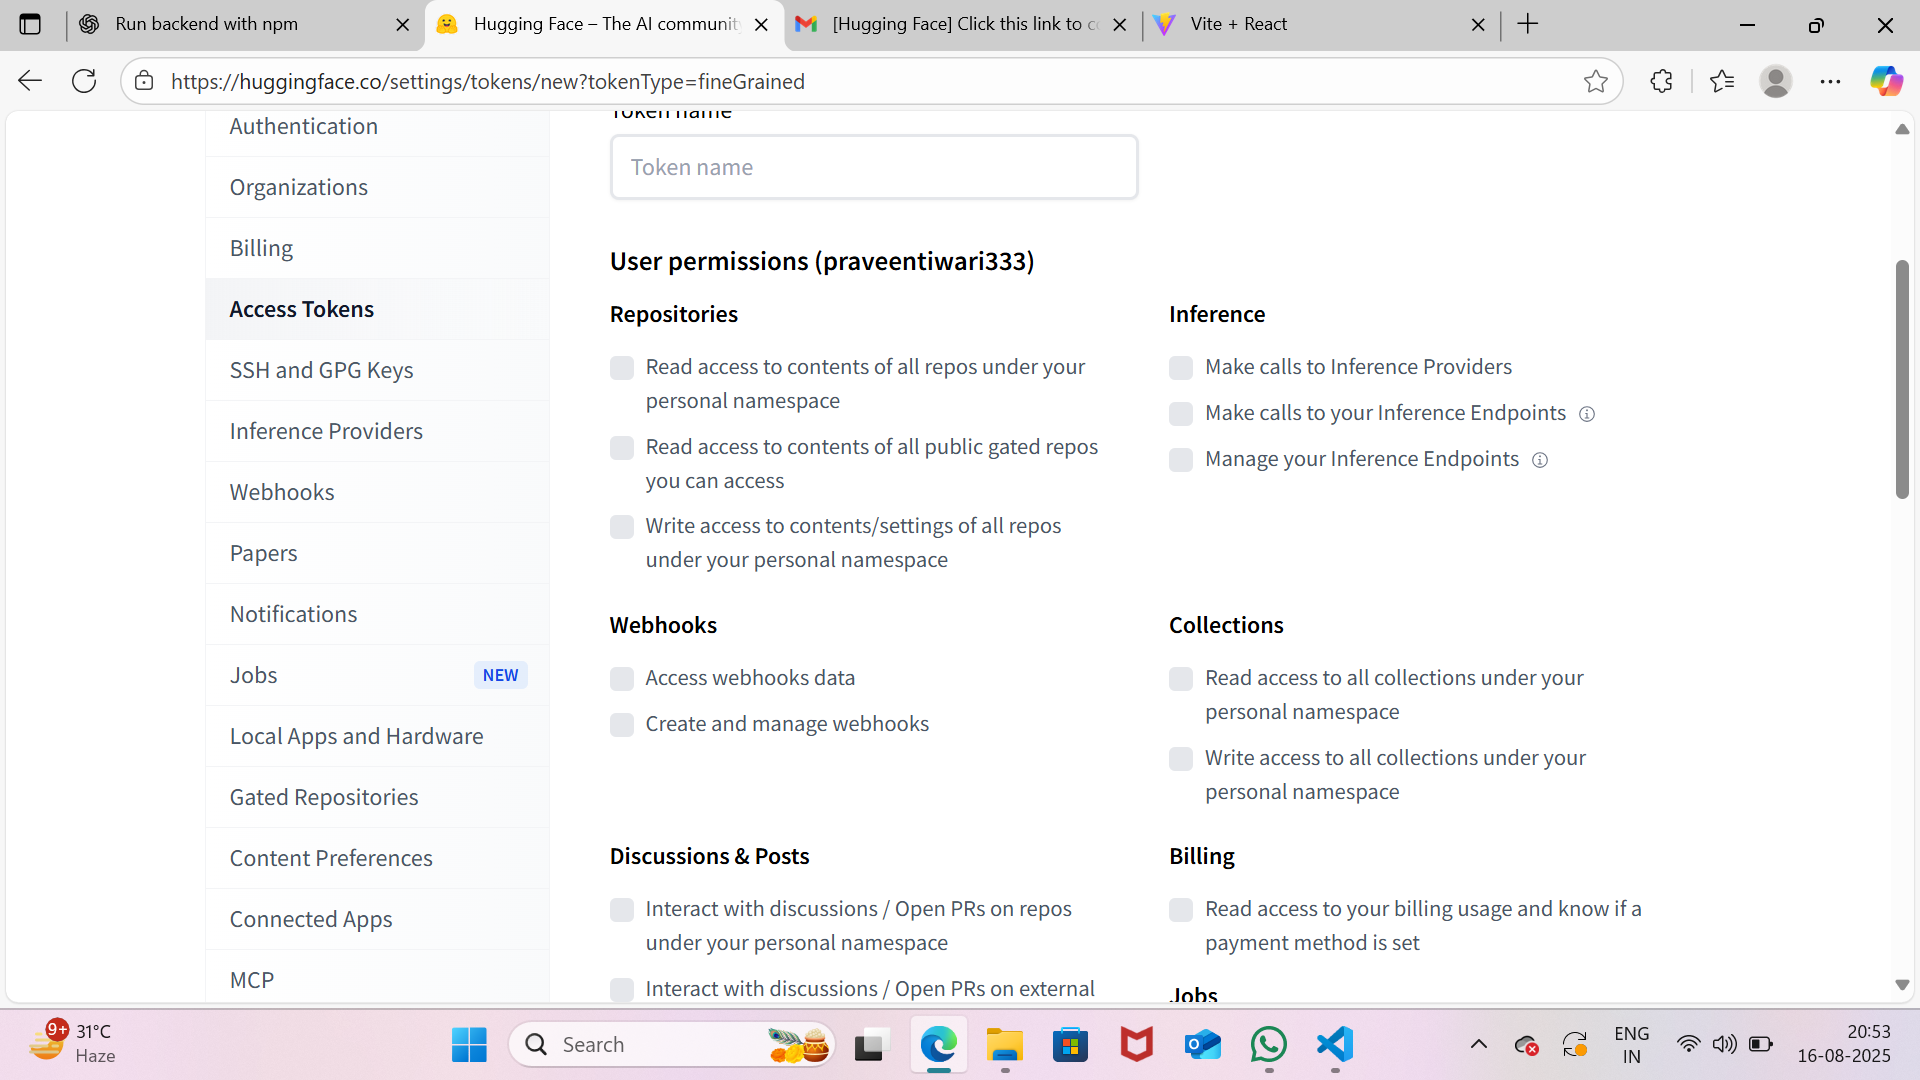 Run backend with npm
Hugging Face – The AI community
[Hugging Face] Click this link to co
Vite + React
https://huggingface.co/settings/tokens/new?tokenType=fineGrained
Authentication
Organizations
Billing
Access Tokens
SSH and GPG Keys
Inference Providers
Webhooks
Papers
Notifications
Jobs NEW
Local Apps and Hardware
Gated Repositories
Content Preferences
Connected Apps
MCP
Token name
Token name
User permissions (praveentiwari333)
Repositories
Read access to contents of all repos under your
personal namespace
Read access to contents of all public gated repos
you can access
Write access to contents/settings of all repos
under your personal namespace
Inference
Make calls to Inference Providers
Make calls to your Inference Endpoints
Manage your Inference Endpoints
Webhooks
Access webhooks data
Create and manage webhooks
Collections
Read access to all collections under your
personal namespace
Write access to all collections under your
personal namespace
Discussions & Posts
Interact with discussions / Open PRs on repos
under your personal namespace
Interact with discussions / Open PRs on external
Billing
Read access to your billing usage and know if a
payment method is set
Jobs
9+
31°C
Haze
Search
ENG
IN
20:53
16-08-2025